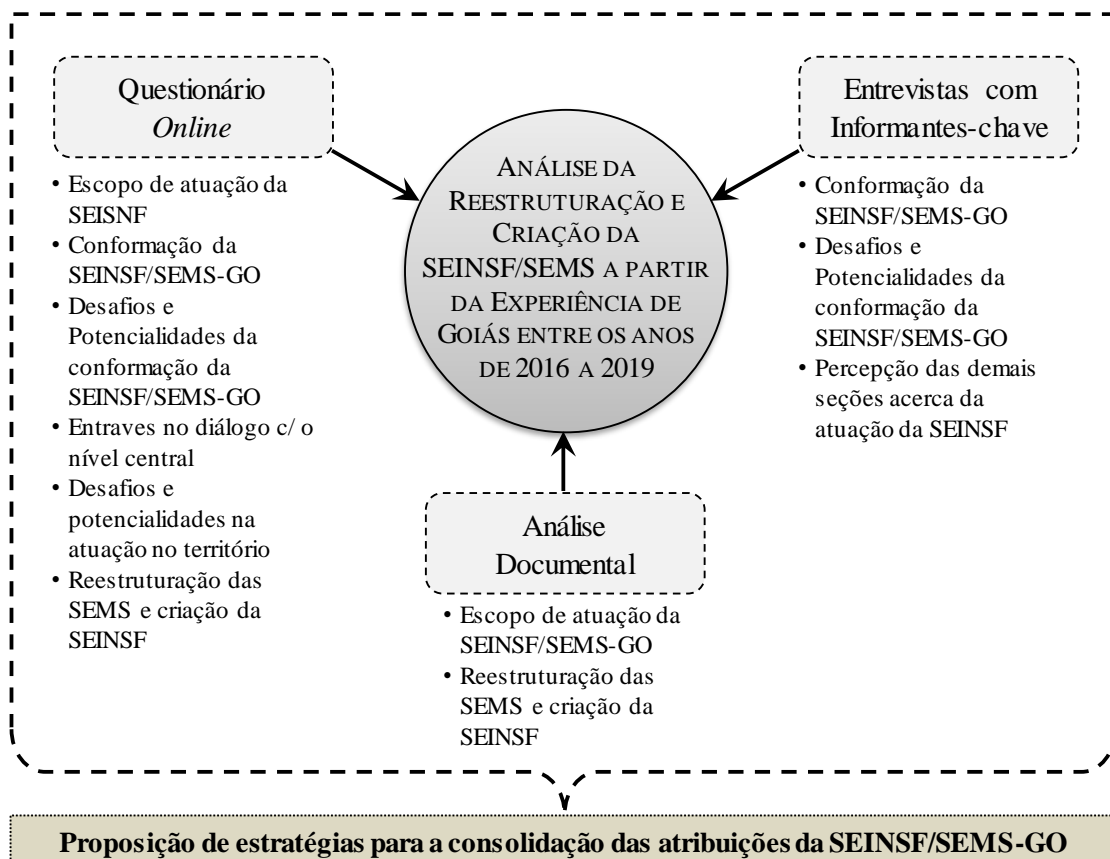 Questionário
Online
• Escopo de atuação da
SEISNF
• Conformação da
SEINSF/SEMS-GO
• Desafios e
Potencialidades da
conformação da
SEINSF/SEMS-GO
• Entraves no diálogo c/ o
nível central
• Desafios e
potencialidades na
atuação no território
• Reestruturação das
SEMS e criação da
SEINSF
ANÁLISE DA
REESTRUTURAÇÃO E
CRIAÇÃO DA
SEINSF/SEMS A PARTIR
DA EXPERIÊNCIA DE
GOIÁS ENTRE OS ANOS
DE 2016 A 2019
Entrevistas com
Informantes-chave
• Conformação da
SEINSF/SEMS-GO
• Desafios e
Potencialidades da
conformação da
SEINSF/SEMS-GO
• Percepção das demais
seções acerca da
atuação da SEINSF
Análise
Documental
• Escopo de atuação da
SEINSF/SEMS-GO
• Reestruturação das
SEMS e criação da
SEINSF
Proposição de estratégias para a consolidação das atribuições da SEINSF/SEMS-GO